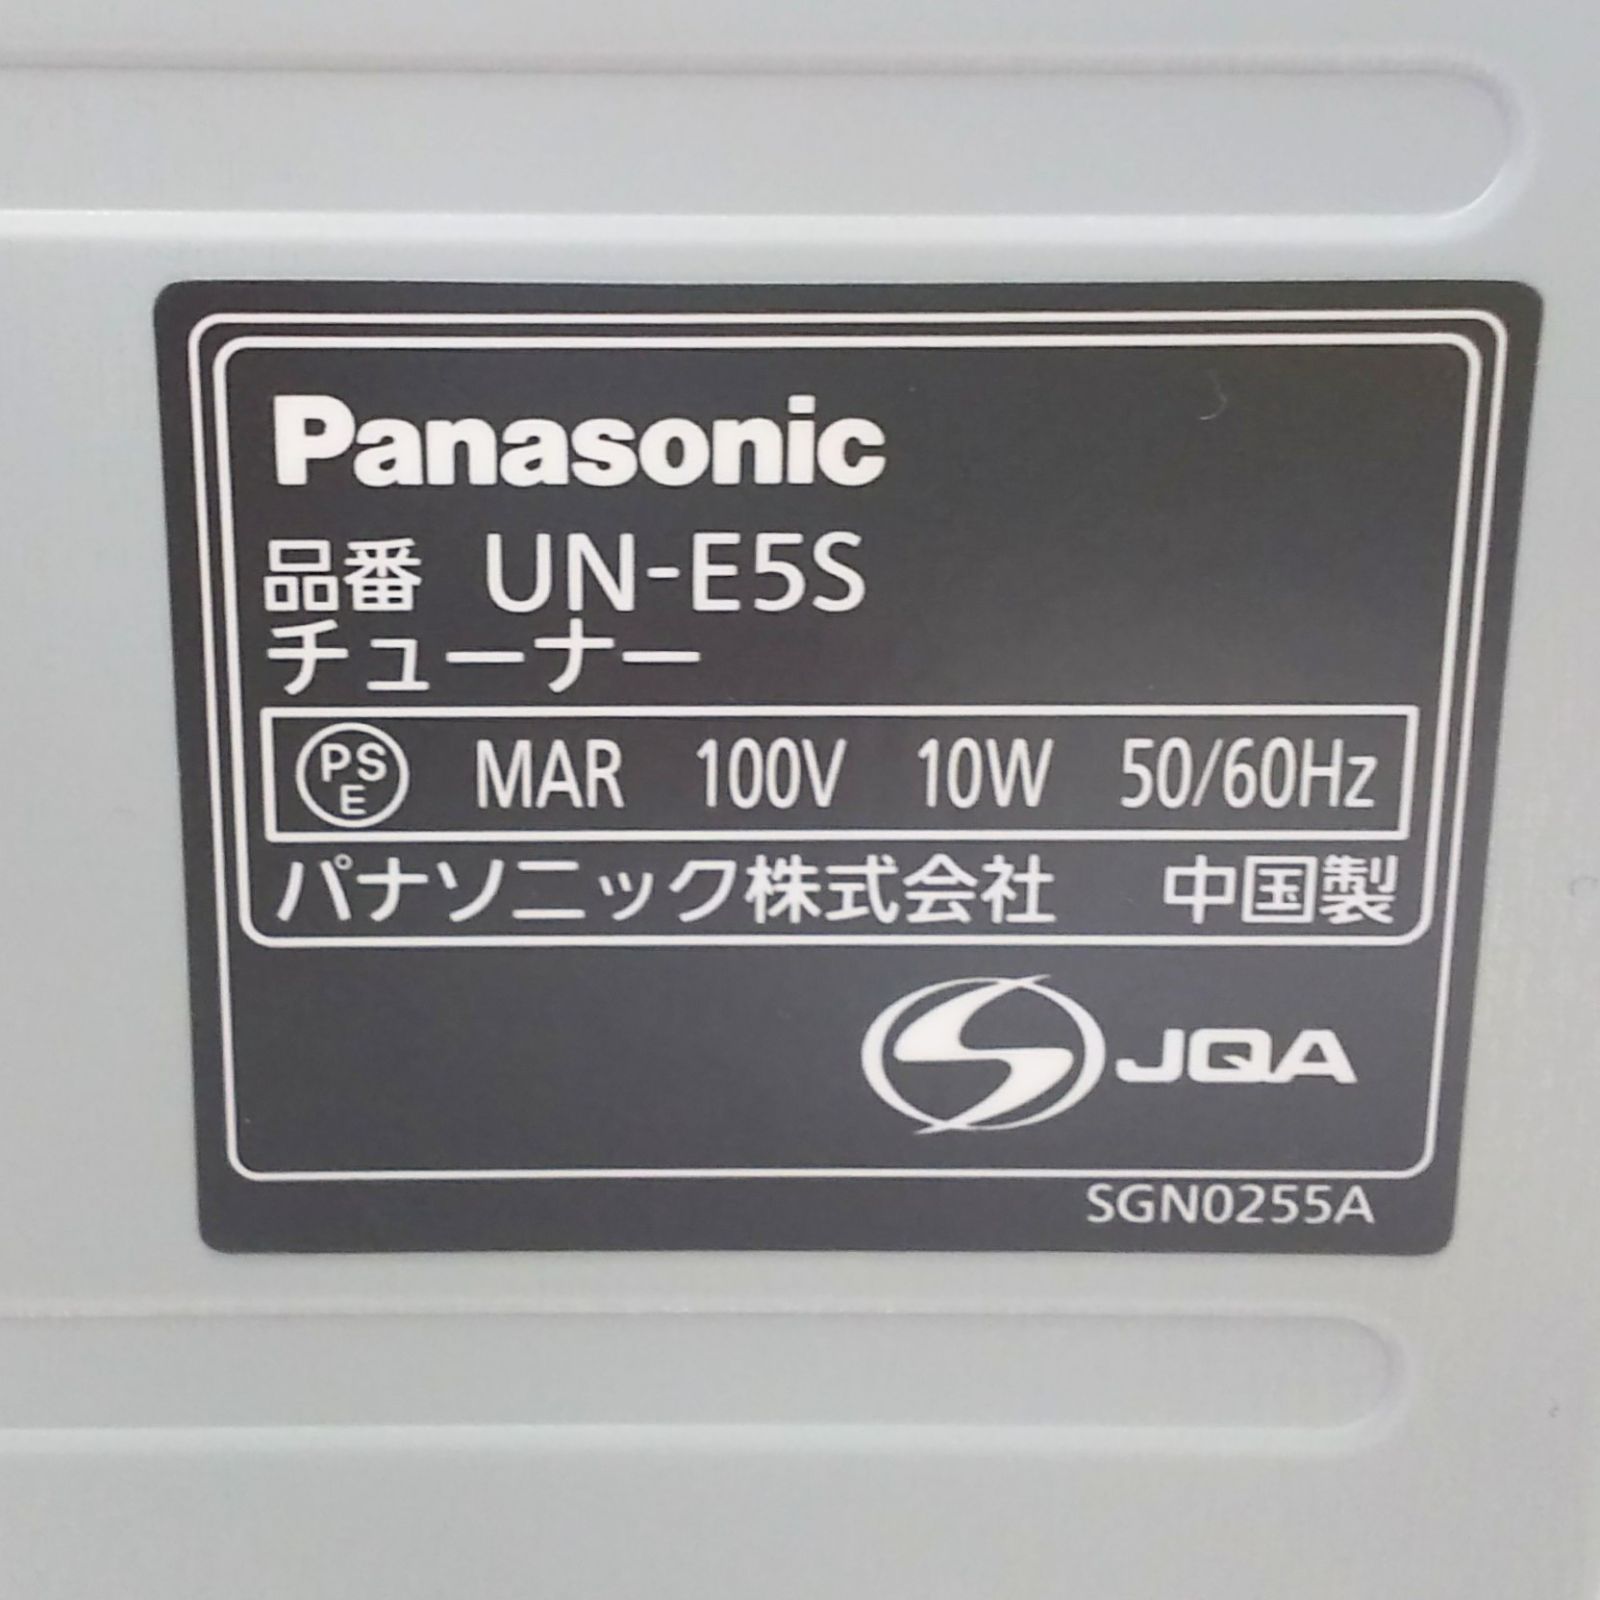 Panasonic
品番 UN-E5S
チューナー
PSE MAR 100V 10W 50/60Hz
パナソニック株式会社 中国製
JQA
SGN0255A